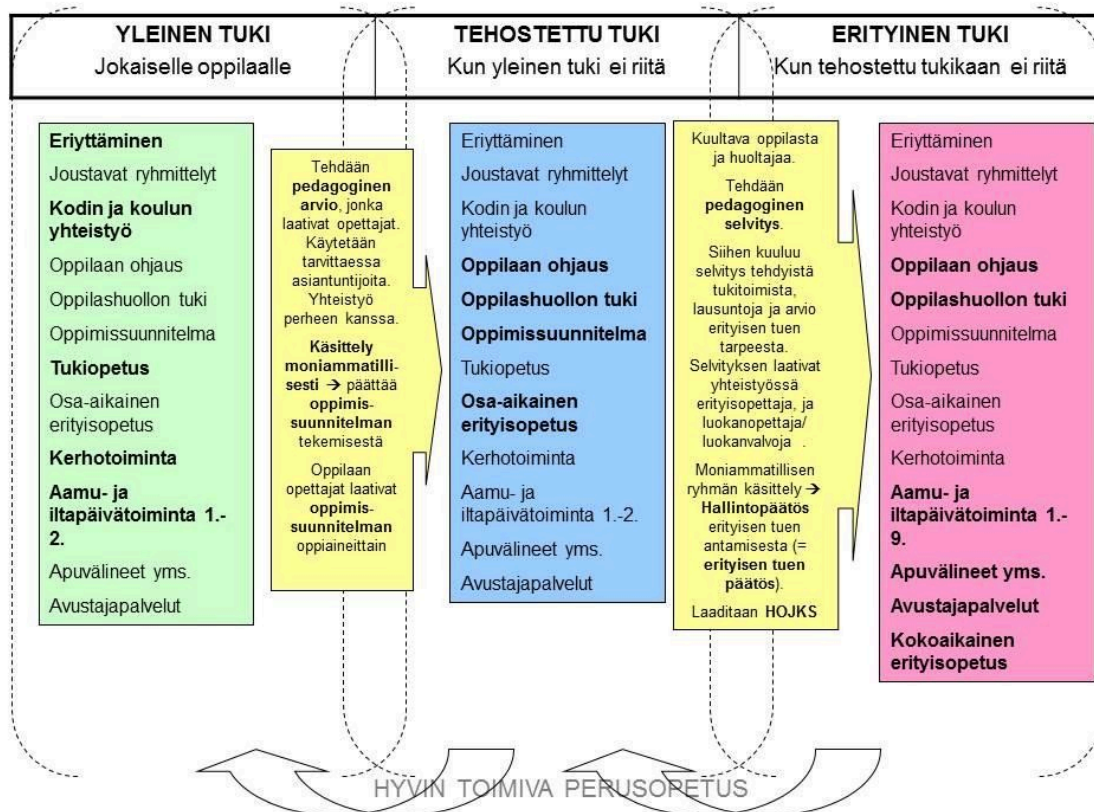 YLEINEN TUKI
Jokaiselle oppilaalle
TEHOSTETTU TUKI
Kun yleinen tuki ei riitä
ERITYINEN TUKI
Kun tehostettu tukikaan ei riitä
Eriyttäminen
Joustavat ryhmittelyt
Kodin ja koulun
yhteistyö
Oppilaan ohjaus
Oppilashuollon tuki
Oppimissuunnitelma
Tukiopetus
Osa-aikainen
erityisopetus
Kerhotoiminta
Aamu- ja
iltapäivätoiminta 1.-
2.
Apuvälineet yms.
Avustajapalvelut
Tehdään
pedagoginen
arvio, jonka
laativat opettajat.
Käytetään
tarvittaessa
asiantuntijoita.
Yhteistyö
perheen kanssa.
Käsittely
moniammatilli-
sesti → päättää
oppimis-
suunnitelman
tekemisestä
Oppilaan
opettajat laativat
oppimis-
suunnitelman
oppiaineittain
Eriyttäminen
Joustavat ryhmittelyt
Kodin ja koulun
yhteistyö
Oppilaan ohjaus
Oppilashuollon tuki
Oppimissuunnitelma
Tukiopetus
Osa-aikainen
erityisopetus
Kerhotoiminta
Aamu- ja
iltapäivätoiminta 1.-2.
Apuvälineet yms.
Avustajapalvelut
Kuultava oppilasta
ja huoltajaa.
Tehdään
pedagoginen
selvitys.
Siihen kuuluu
selvitys tehdyistä
tukitoimista,
lausuntoja ja arvio
erityisen tuen
tarpeesta.
Selvityksen laativat
yhteistyössä
erityisopettaja, ja
luokanopettaja/
luokanvalvoja .
Moniammatillisen
ryhmän käsittely →
Hallintopäätös
erityisen tuen
antamisesta (=
erityisen tuen
päätös).
Laaditaan HOJKS
Eriyttäminen
Joustavat ryhmittelyt
Kodin ja koulun
yhteistyö
Oppilaan ohjaus
Oppilashuollon tuki
Oppimissuunnitelma
Tukiopetus
Osa-aikainen
erityisopetus
Kerhotoiminta
Aamu- ja
iltapäivätoiminta 1.-
9.
Apuvälineet yms.
Avustajapalvelut
Kokoaikainen
erityisopetus
HYVIN TOIMIVA PERUSOPETUS